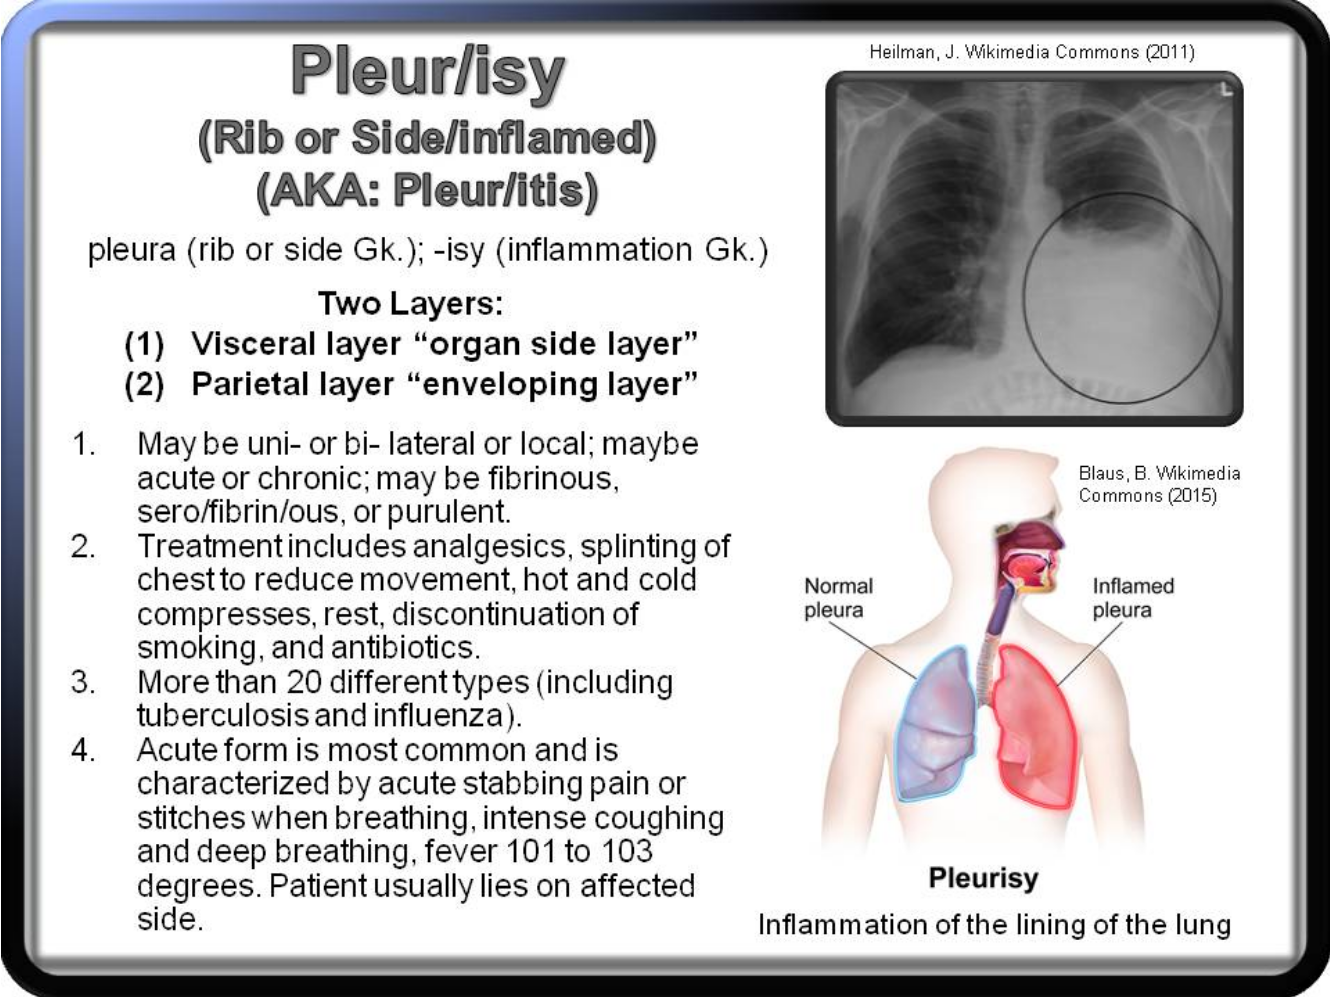 Pleur/isy
(Rib or Side/inflamed)
(AKA: Pleur/itis)
pleura (rib or side Gk.); -isy (inflammation Gk.)
Two Layers:
(1) Visceral layer “organ side layer”
(2) Parietal layer “enveloping layer”
1. May be uni- or bi- lateral or local; maybe
acute or chronic; may be fibrinous,
sero/fibrin/ous, or purulent.
2. Treatment includes analgesics, splinting of
chest to reduce movement, hot and cold
compresses, rest, discontinuation of
smoking, and antibiotics.
3. More than 20 different types (including
tuberculosis and influenza).
4. Acute form is most common and is
characterized by acute stabbing pain or
stitches when breathing, intense coughing
and deep breathing, fever 101 to 103
degrees. Patient usually lies on affected
side.
Heilman, J. Wikimedia Commons (2011)
L
Blaus, B. Wikimedia
Commons (2015)
Normal
pleura
Inflamed
pleura
Pleurisy
Inflammation of the lining of the lung